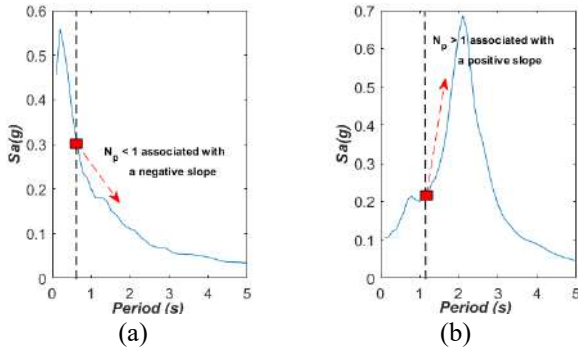 0.6
0.5
0.4
0.3
0.2
0.1
0
Sa(g)
N_p < 1 associated with
a negative slope
0 1 2 3 4 5
Period (s)
(a)
0.7
0.6
0.5
0.4
0.3
0.2
0.1
0
Sa(g)
N_p > 1 associated with
a positive slope
0 1 2 3 4 5
Period (s)
(b)